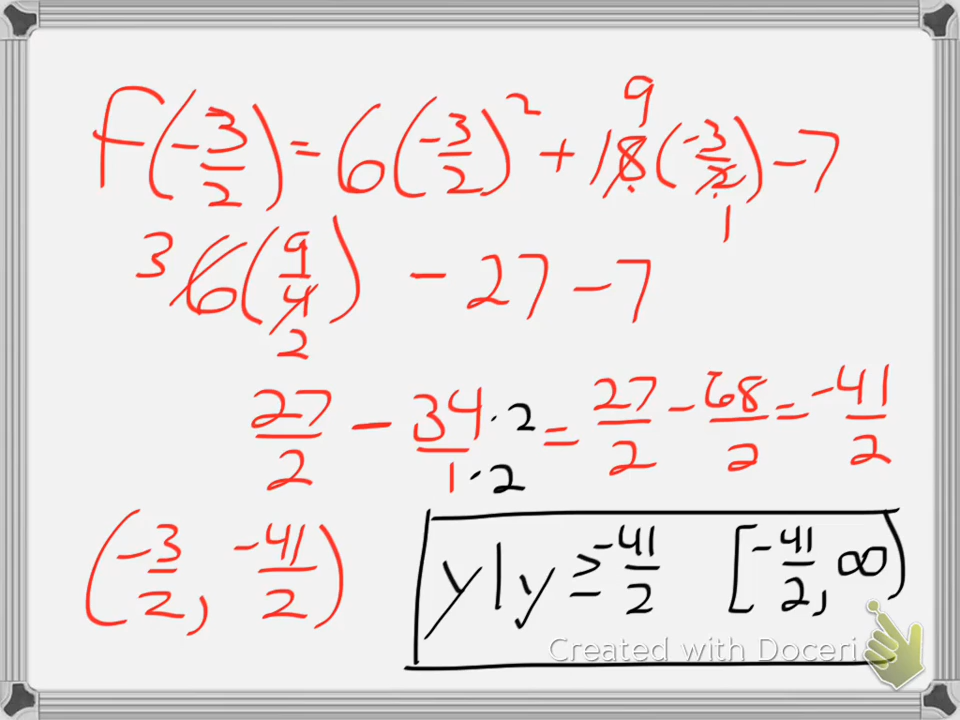 9
f(-3/2) = 6(-3/2)² + 18(-3/2) - 7
1
3 6(9/4) - 27 - 7
2
27/2 - 34/1 · 2 / · 2 = 27/2 - 68/2 = -41/2
(-3/2, -41/2)
y | y ≥ -41/2 [-41/2, ∞)
Created with Doceri